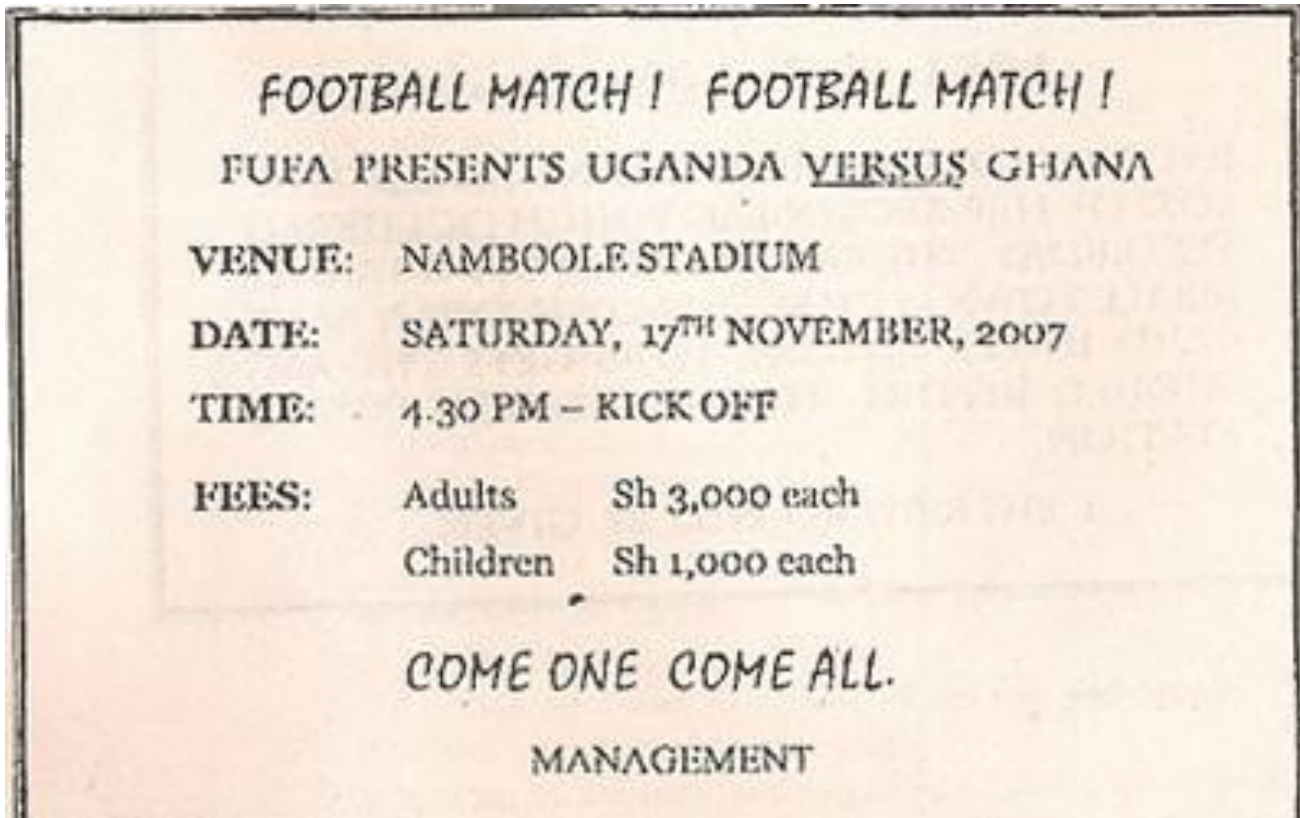 FOOTBALL MATCH! FOOTBALL MATCH!
FUFA PRESENTS UGANDA VERSUS GHANA
VENUE: NAMBOOLE STADIUM
DATE: SATURDAY, 17TH NOVEMBER, 2007
TIME: 4.30 PM – KICK OFF
FEES: Adults Sh 3,000 each
Children Sh 1,000 each
COME ONE COME ALL.
MANAGEMENT